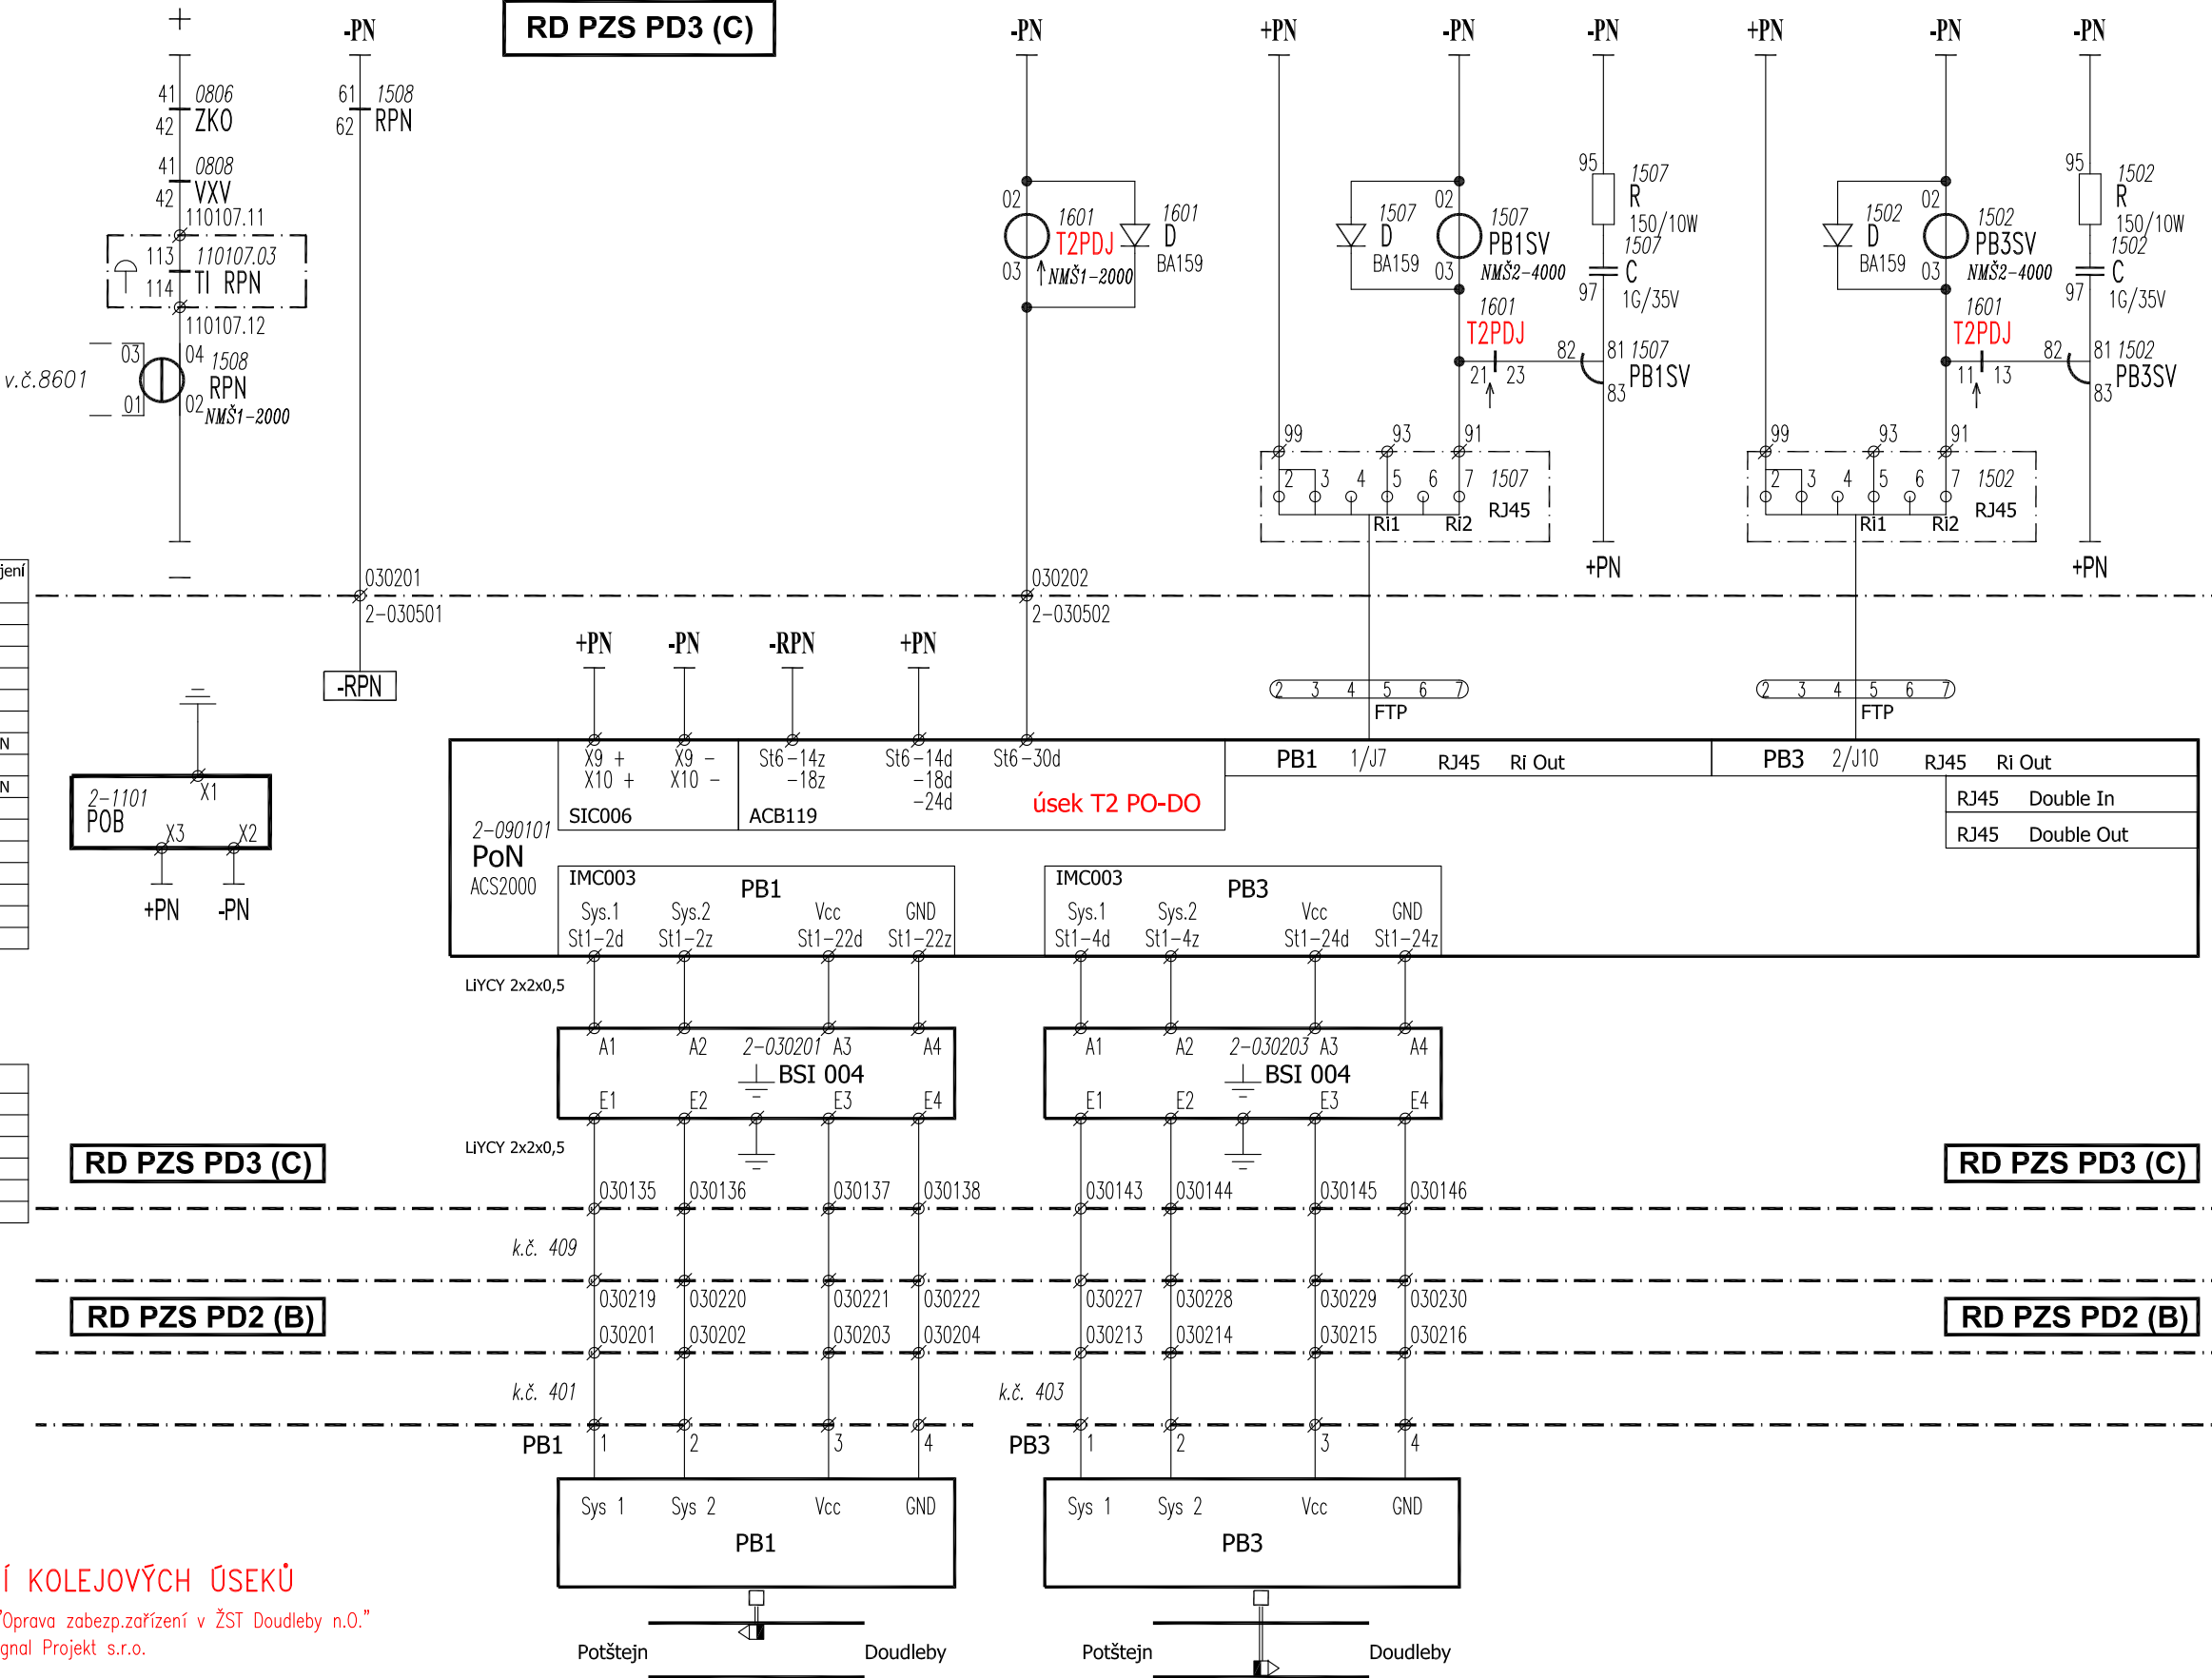 RD PZS PD3 (C)
+
-PN
-PN
+PN
-PN
-PN
+PN
-PN
-PN
41 0806
42 ZKO
61 1508
62 RPN
41 0808
42 VXV
110107.11
113 110107.03
114 TI RPN
110107.12
v.č.8601
03 04 1508
RPN
01 02 NMŠ1-2000
02 1601
T2PDJ
03 NMŠ1-2000
1601
D
BA159
1507
D
BA159
02 1507
PB1SV
03 NMŠ2-4000
95 1507
R
150/10W
1507
C
97 1G/35V
1601
T2PDJ
21 23
82 81 1507
PB1SV
83
1502
D
BA159
02 1502
PB3SV
03 NMŠ2-4000
95 1502
R
150/10W
1502
C
97 1G/35V
1601
T2PDJ
11 13
82 81 1502
PB3SV
83
99 93 91
2 3 4 5 6 7 1507
Ri1 Ri2 RJ45
99 93 91
2 3 4 5 6 7 1502
Ri1 Ri2 RJ45
+PN
+PN
jení
N
N
030201
2-030501
030202
2-030502
-RPN
+PN -PN -RPN +PN
2 3 4 5 6 7
FTP
2 3 4 5 6 7
FTP
2-1101
POB
X1
X3 X2
+PN -PN
X9 + X9 -
X10 + X10 -
SIC006
St6-14z St6-14d St6-30d
-18z -18d
-24d
ACB119
úsek T2 PO-DO
PB1 1/J7 RJ45 Ri Out
PB3 2/J10 RJ45 Ri Out
RJ45 Double In
RJ45 Double Out
2-090101
PoN
ACS2000
IMC003 PB1
Sys.1 Sys.2 Vcc GND
St1-2d St1-2z St1-22d St1-22z
IMC003 PB3
Sys.1 Sys.2 Vcc GND
St1-4d St1-4z St1-24d St1-24z
LiYCY 2x2x0,5
A1 A2 2-030201 A3 A4
BSI 004
E1 E2 E3 E4
A1 A2 2-030203 A3 A4
BSI 004
E1 E2 E3 E4
LiYCY 2x2x0,5
RD PZS PD3 (C)
RD PZS PD3 (C)
030135 030136 030137 030138 030143 030144 030145 030146
k.č. 409
RD PZS PD2 (B)
RD PZS PD2 (B)
030219 030220 030221 030222 030227 030228 030229 030230
030201 030202 030203 030204 030213 030214 030215 030216
k.č. 401
k.č. 403
PB1 1 2 3 4
PB3 1 2 3 4
Sys 1 Sys 2 Vcc GND
PB1
Sys 1 Sys 2 Vcc GND
PB3
Potštejn Doudleby
Potštejn Doudleby
Í KOLEJOVÝCH ÚSEKŮ
"Oprava zabezp.zařízení v ŽST Doudleby n.O."
gnal Projekt s.r.o.